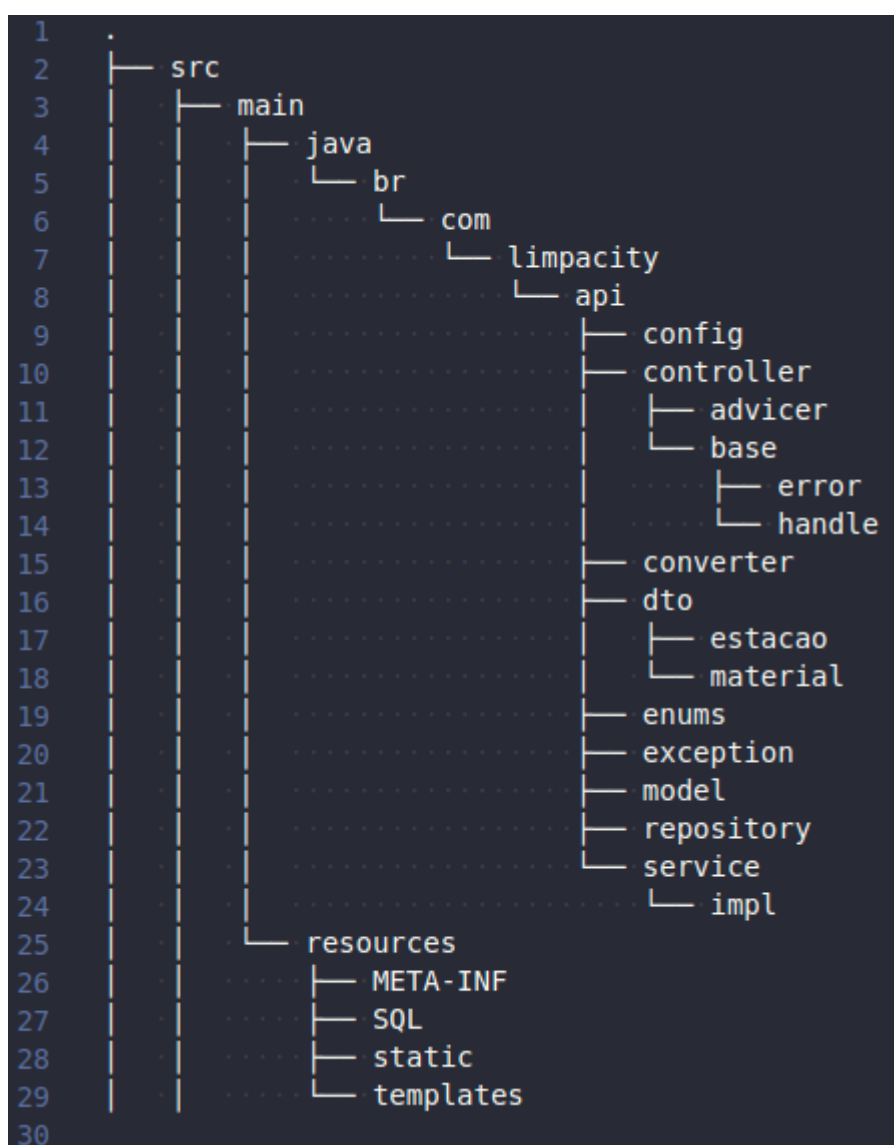 1 .
2 ├── src
3 │ ├── main
4 │ │ ├── java
5 │ │ │ └── br
6 │ │ │ └── com
7 │ │ │ └── limpacity
8 │ │ │ └── api
9 │ │ │ ├── config
10 │ │ │ ├── controller
11 │ │ │ │ ├── advicer
12 │ │ │ │ └── base
13 │ │ │ │ ├── error
14 │ │ │ │ └── handle
15 │ │ │ ├── converter
16 │ │ │ ├── dto
17 │ │ │ │ ├── estacao
18 │ │ │ │ └── material
19 │ │ │ ├── enums
20 │ │ │ ├── exception
21 │ │ │ ├── model
22 │ │ │ ├── repository
23 │ │ │ └── service
24 │ │ │ └── impl
25 │ │ └── resources
26 │ │ ├── META-INF
27 │ │ ├── SQL
28 │ │ ├── static
29 │ │ └── templates
30